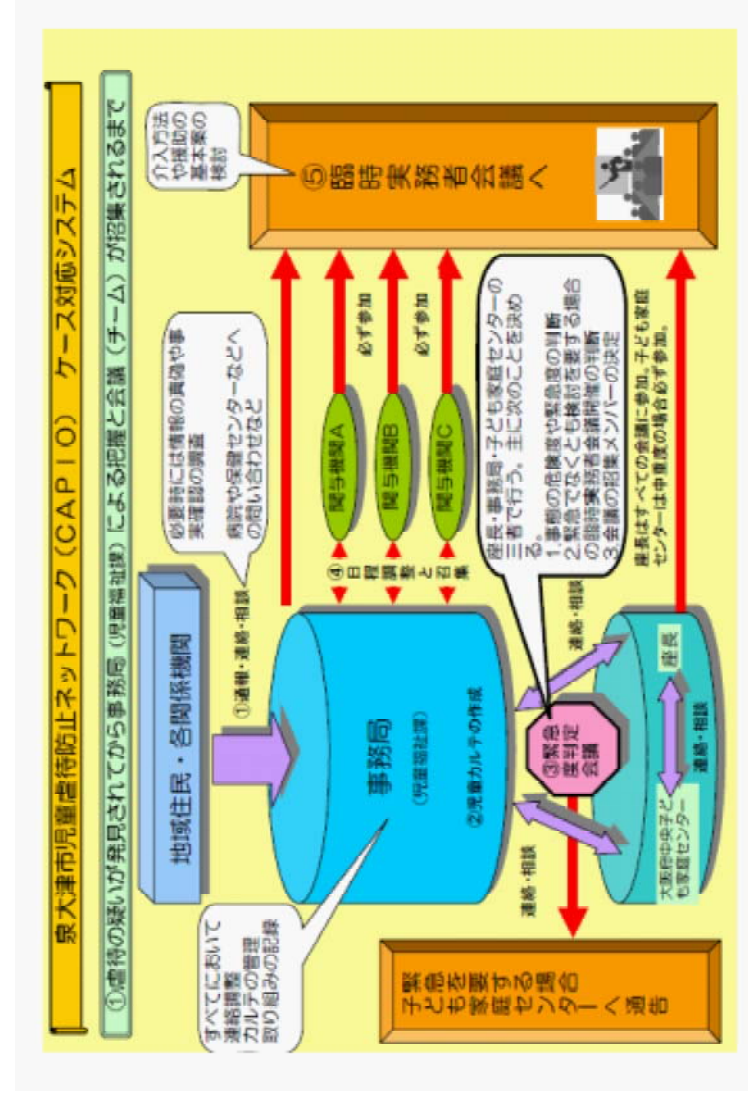 泉大津市児童虐待防止ネットワーク(CAPIO) ケース対応システム
①虐待の疑いが発見されてから事務局(児童福祉課)による把握と会議(チーム)が招集されるまで
地域住民・各関係機関
①通報・連絡・相談
必要時には情報の真偽や事
実確認の調査
病院や保健センターなどへ
の問い合わせなど
介入方法
や援助の
基本案の
検討
すべてにおいて
連絡調整
カルテの管理
取り組みの記録
事務局
(児童福祉課)
②児童カルテの作成
④日程調整と召集
関与機関A
関与機関B
関与機関C
必ず参加
必ず参加
⑤臨時実務者会議へ
連絡・相談
③緊急
度判定
会議
連絡・相談
座長・事務局・子ども家庭センターの
三者で行う。主に次のことを決め
る。
1.事態の危険度や緊急度の判断
2.緊急でなくとも検討を要する場合
の臨時実務者会議開催の判断
3.会議の招集メンバーの決定
緊急を要する場合
子ども家庭センターへ通告
大阪府中央子ど
も家庭センター
座長
連絡・相談
座長はすべての会議に参加。子ども家庭
センターは中重度の場合必ず参加。